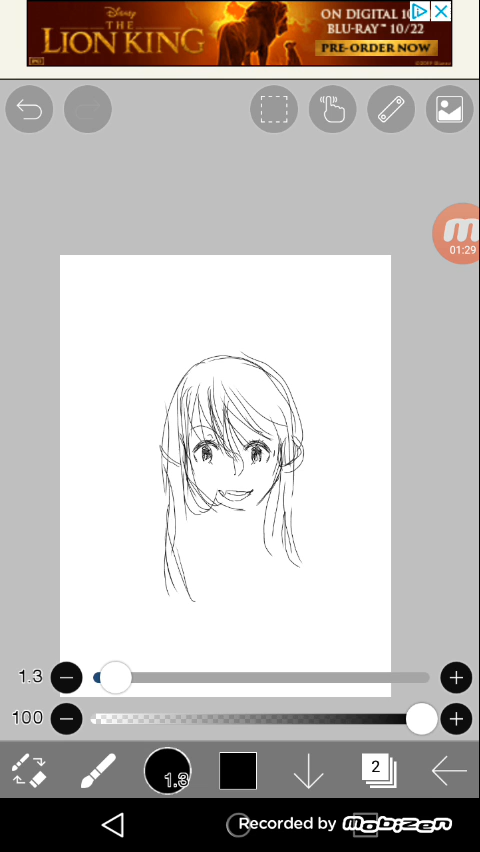 Disney
THE
LION KING
ON DIGITAL 10
BLU-RAY™ 10/22
PRE-ORDER NOW
PG
01:29
1.3
100
1.3
2
Recorded by Mobizen